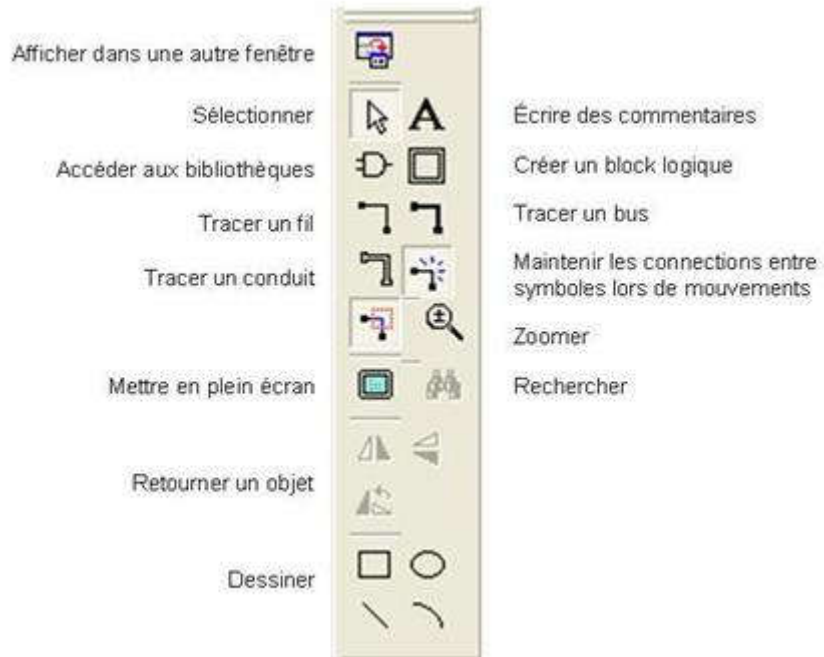 Afficher dans une autre fenêtre
Sélectionner
A
Écrire des commentaires
Accéder aux bibliothèques
Créer un block logique
Tracer un fil
Tracer un bus
Tracer un conduit
Maintenir les connections entre
symboles lors de mouvements
Zoomer
Mettre en plein écran
Rechercher
Retourner un objet
Dessiner